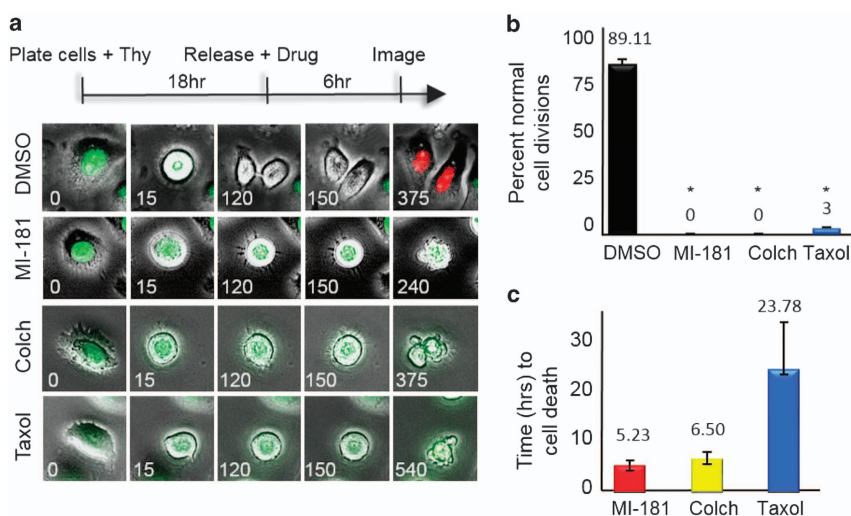 a
Plate cells + Thy Release + Drug Image
18hr 6hr
DMSO
0 15 120 150 375
MI-181
0 15 120 150 240
Colch
0 15 120 150 375
Taxol
0 15 120 150 540
b
Percent normal
cell divisions
100
75
50
25
0
89.11
* * *
0 0 3
DMSO MI-181 Colch Taxol
c
Time (hrs) to
cell death
30
20
10
0
5.23 6.50 23.78
MI-181 Colch Taxol